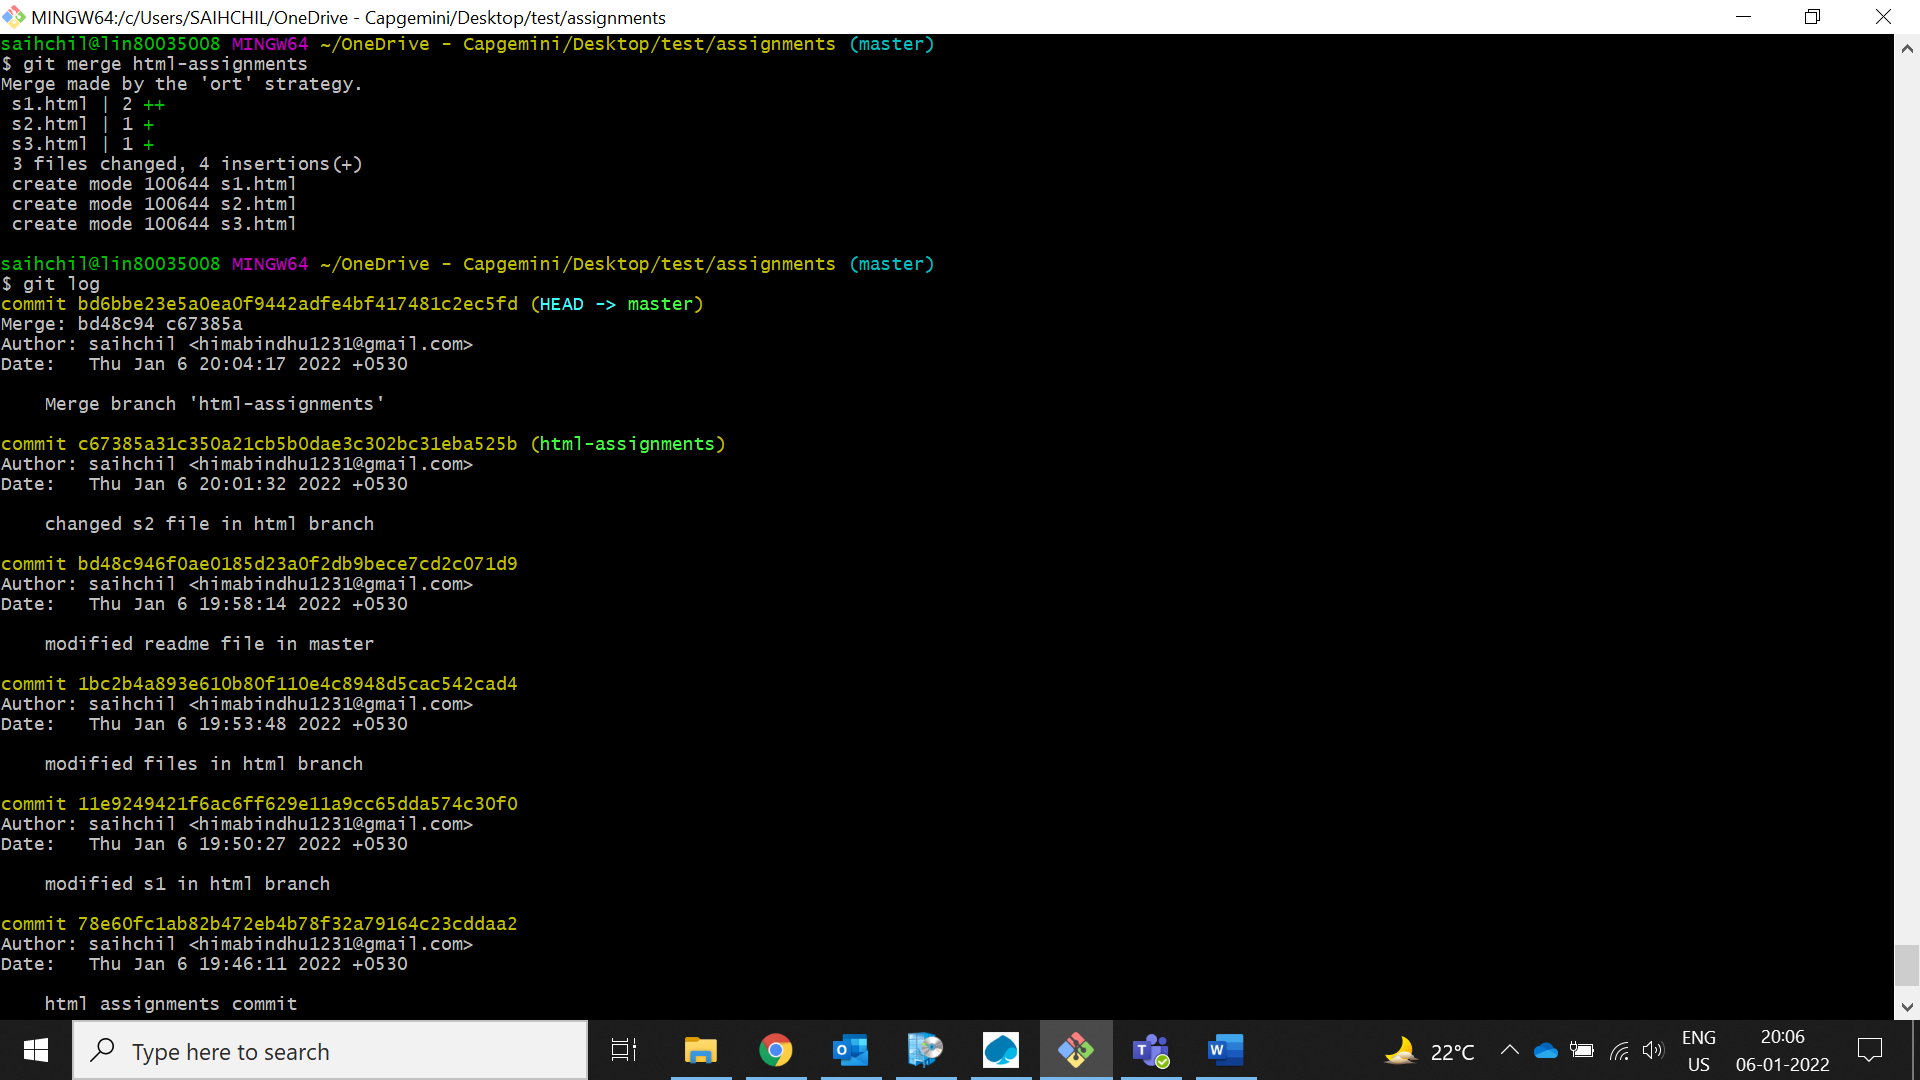 MINGW64:/c/Users/SAIHCHIL/OneDrive - Capgemini/Desktop/test/assignments
saihchil@lin80035008 MINGW64 ~/OneDrive - Capgemini/Desktop/test/assignments (master)
$ git merge html-assignments
Merge made by the 'ort' strategy.
 s1.html | 2 ++
 s2.html | 1 +
 s3.html | 1 +
 3 files changed, 4 insertions(+)
 create mode 100644 s1.html
 create mode 100644 s2.html
 create mode 100644 s3.html
saihchil@lin80035008 MINGW64 ~/OneDrive - Capgemini/Desktop/test/assignments (master)
$ git log
commit bd6bbe23e5a0ea0f9442adfe4bf417481c2ec5fd (HEAD -> master)
Merge: bd48c94 c67385a
Author: saihchil <himabindhu1231@gmail.com>
Date:   Thu Jan 6 20:04:17 2022 +0530
    Merge branch 'html-assignments'
commit c67385a31c350a21cb5b0dae3c302bc31eba525b (html-assignments)
Author: saihchil <himabindhu1231@gmail.com>
Date:   Thu Jan 6 20:01:32 2022 +0530
    changed s2 file in html branch
commit bd48c946f0ae0185d23a0f2db9bece7cd2c071d9
Author: saihchil <himabindhu1231@gmail.com>
Date:   Thu Jan 6 19:58:14 2022 +0530
    modified readme file in master
commit 1bc2b4a893e610b80f110e4c8948d5cac542cad4
Author: saihchil <himabindhu1231@gmail.com>
Date:   Thu Jan 6 19:53:48 2022 +0530
    modified files in html branch
commit 11e9249421f6ac6ff629e11a9cc65dda574c30f0
Author: saihchil <himabindhu1231@gmail.com>
Date:   Thu Jan 6 19:50:27 2022 +0530
    modified s1 in html branch
commit 78e60fc1ab82b472eb4b78f32a79164c23cddaa2
Author: saihchil <himabindhu1231@gmail.com>
Date:   Thu Jan 6 19:46:11 2022 +0530
    html assignments commit
Type here to search
22°C
ENG
US
20:06
06-01-2022